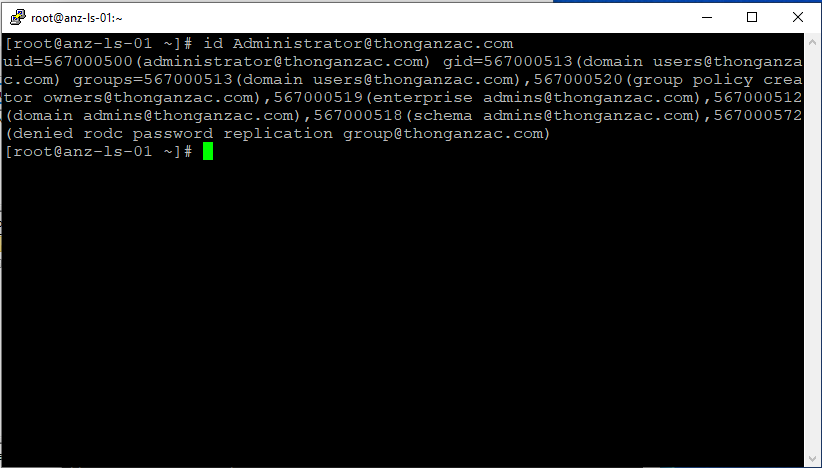 root@anz-ls-01:~
[root@anz-ls-01 ~]# id Administrator@thonganzac.com
uid=567000500(administrator@thonganzac.com) gid=567000513(domain users@thonganza
c.com) groups=567000513(domain users@thonganzac.com),567000520(group policy crea
tor owners@thonganzac.com),567000519(enterprise admins@thonganzac.com),567000512
(domain admins@thonganzac.com),567000518(schema admins@thonganzac.com),567000572
(denied rodc password replication group@thonganzac.com)
[root@anz-ls-01 ~]#